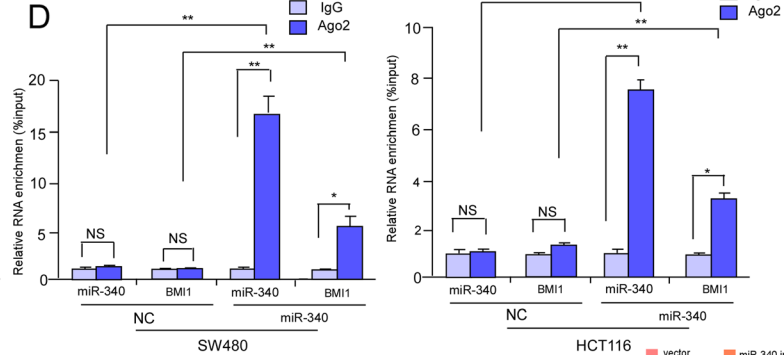 D
IgG
Ago2
**
**
**
Relative RNA enrichmen (%input)
20
15
10
5
0
NS
NS
*
miR-340
BMI1
miR-340
BMI1
NC
miR-340
SW480
Ago2
**
**
Relative RNA enrichmen (%input)
10
8
6
4
2
0
NS
NS
*
miR-340
BMI1
miR-340
BMI1
NC
miR-340
HCT116
vector